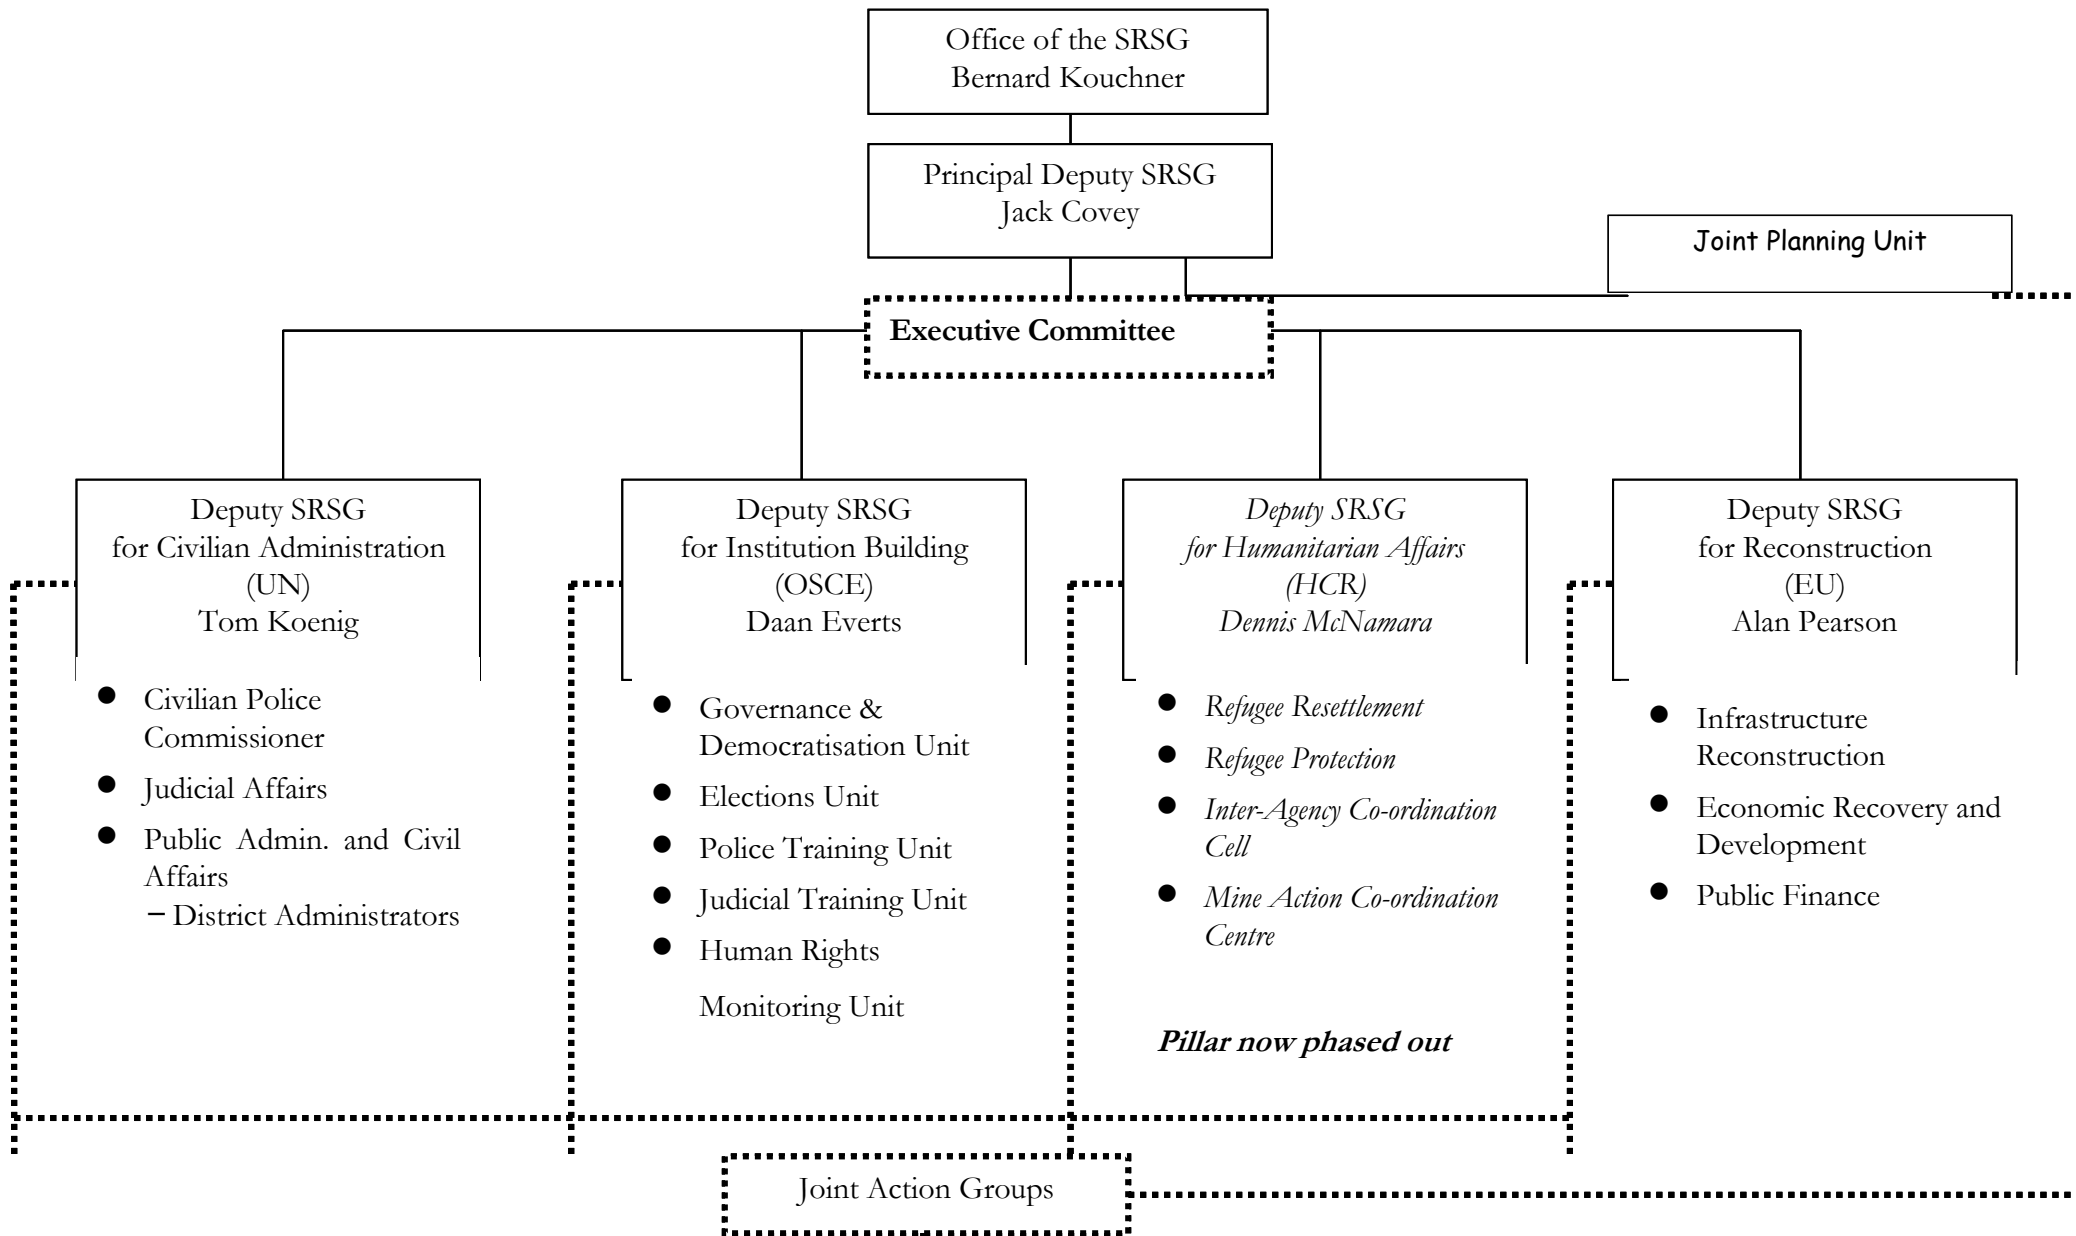 Office of the SRSG
Bernard Kouchner
Principal Deputy SRSG
Jack Covey
Joint Planning Unit
Executive Committee
Deputy SRSG
for Civilian Administration
(UN)
Tom Koenig
● Civilian Police
Commissioner
● Judicial Affairs
● Public Admin. and Civil
Affairs
– District Administrators
Deputy SRSG
for Institution Building
(OSCE)
Daan Everts
● Governance &
Democratisation Unit
● Elections Unit
● Police Training Unit
● Judicial Training Unit
● Human Rights
Monitoring Unit
Deputy SRSG
for Humanitarian Affairs
(HCR)
Dennis McNamara
● Refugee Resettlement
● Refugee Protection
● Inter-Agency Co-ordination
Cell
● Mine Action Co-ordination
Centre
Pillar now phased out
Deputy SRSG
for Reconstruction
(EU)
Alan Pearson
● Infrastructure
Reconstruction
● Economic Recovery and
Development
● Public Finance
Joint Action Groups